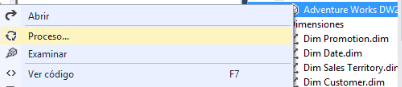 Abrir
Proceso...
Examinar
Ver código F7
Adventure Works DW2
Dimensiones
Dim Promotion.dim
Dim Date.dim
Dim Sales Territory.dim
Dim Customer.dim